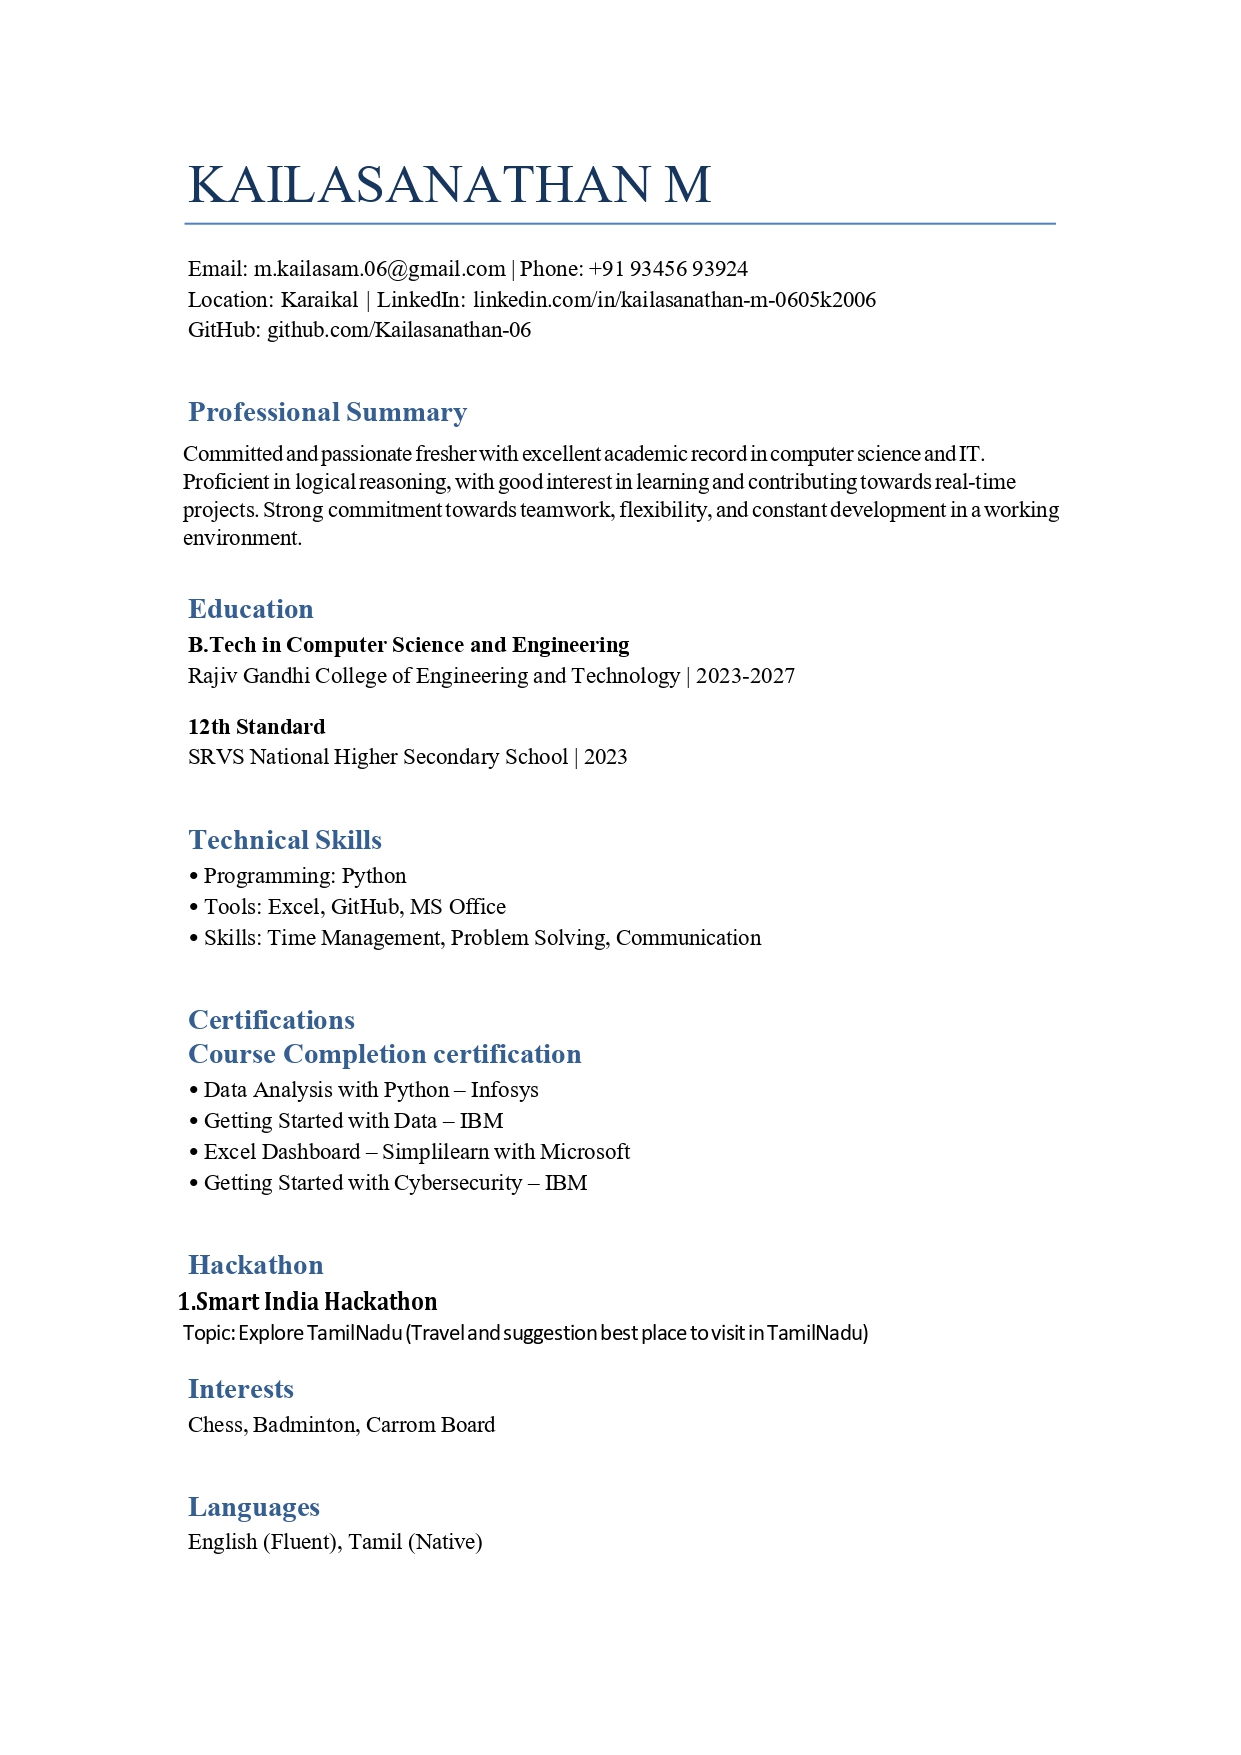 KAILASANATHAN M
Email: m.kailasam.06@gmail.com | Phone: +91 93456 93924
Location: Karaikal | LinkedIn: linkedin.com/in/kailasanathan-m-0605k2006
GitHub: github.com/Kailasanathan-06
Professional Summary
Committed and passionate fresher with excellent academic record in computer science and IT.
Proficient in logical reasoning, with good interest in learning and contributing towards real-time
projects. Strong commitment towards teamwork, flexibility, and constant development in a working
environment.
Education
B.Tech in Computer Science and Engineering
Rajiv Gandhi College of Engineering and Technology | 2023-2027
12th Standard
SRVS National Higher Secondary School | 2023
Technical Skills
• Programming: Python
• Tools: Excel, GitHub, MS Office
• Skills: Time Management, Problem Solving, Communication
Certifications
Course Completion certification
• Data Analysis with Python – Infosys
• Getting Started with Data – IBM
• Excel Dashboard – Simplilearn with Microsoft
• Getting Started with Cybersecurity – IBM
Hackathon
1.Smart India Hackathon
Topic: Explore TamilNadu (Travel and suggestion best place to visit in TamilNadu)
Interests
Chess, Badminton, Carrom Board
Languages
English (Fluent), Tamil (Native)